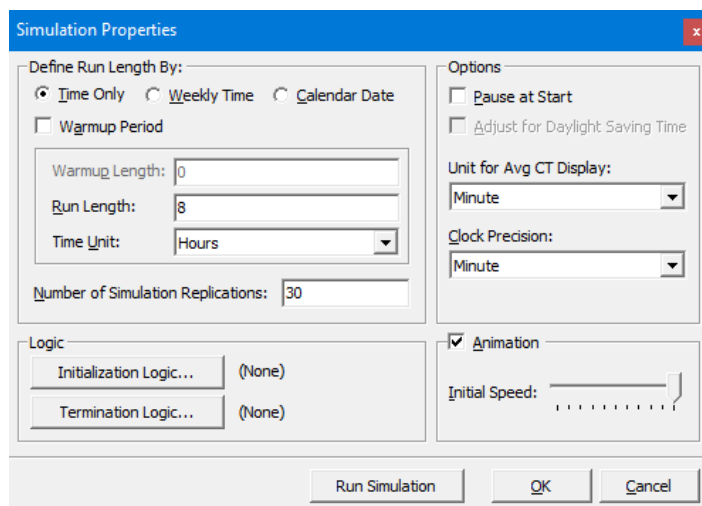 Simulation Properties
x
Define Run Length By:
Time Only Weekly Time Calendar Date
Warmup Period
Warmup Length: 0
Run Length: 8
Time Unit: Hours
Number of Simulation Replications: 30
Options
Pause at Start
Adjust for Daylight Saving Time
Unit for Avg CT Display:
Minute
Clock Precision:
Minute
Logic
Initialization Logic... (None)
Termination Logic... (None)
Animation
Initial Speed:
Run Simulation OK Cancel